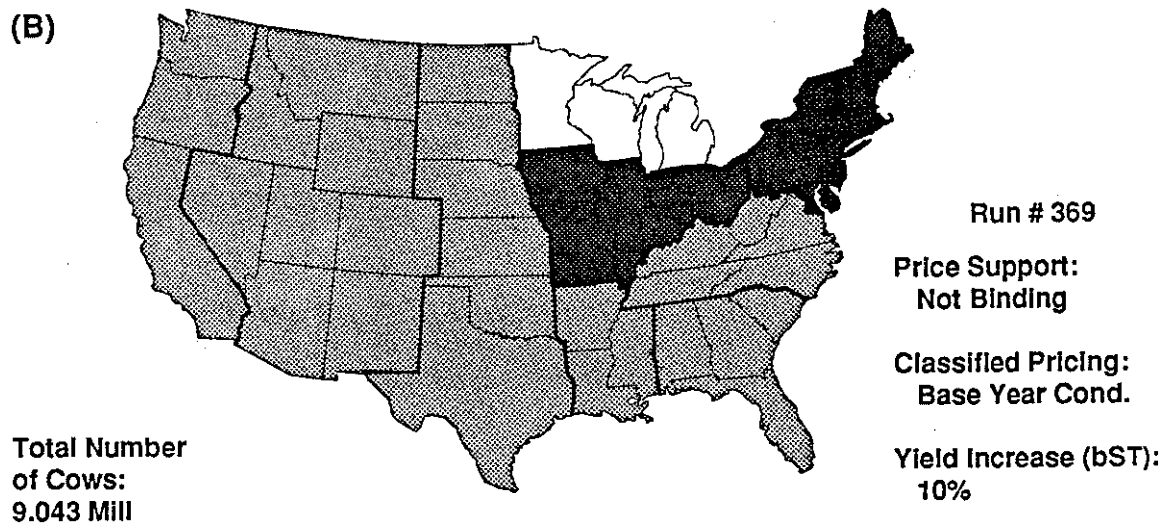 (B)
Run # 369
Price Support:
Not Binding
Classified Pricing:
Base Year Cond.
Yield Increase (bST):
10%
Total Number
of Cows:
9.043 Mill